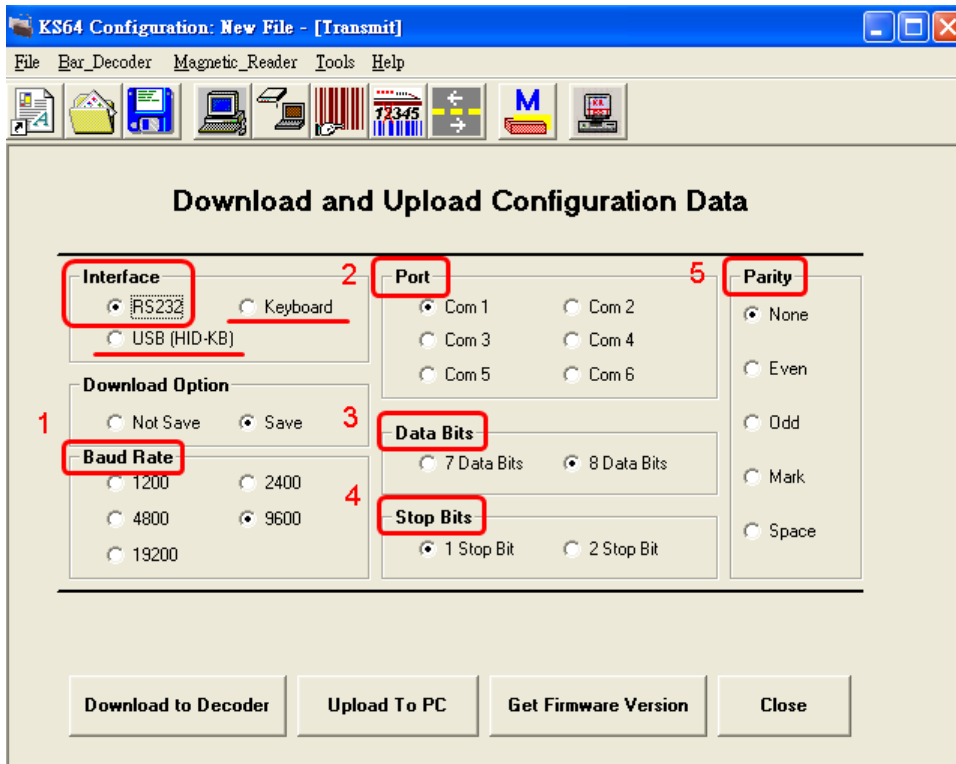 KS64 Configuration: New File - [Transmit]
File Bar_Decoder Magnetic_Reader Tools Help
12345
M
Download and Upload Configuration Data
Interface
RS232 Keyboard
USB (HID-KB)
Download Option
Not Save Save
1
Baud Rate
1200 2400
4800 9600
19200
2
Port
Com 1 Com 2
Com 3 Com 4
Com 5 Com 6
3
Data Bits
7 Data Bits 8 Data Bits
4
Stop Bits
1 Stop Bit 2 Stop Bit
5
Parity
None
Even
Odd
Mark
Space
Download to Decoder Upload To PC Get Firmware Version Close